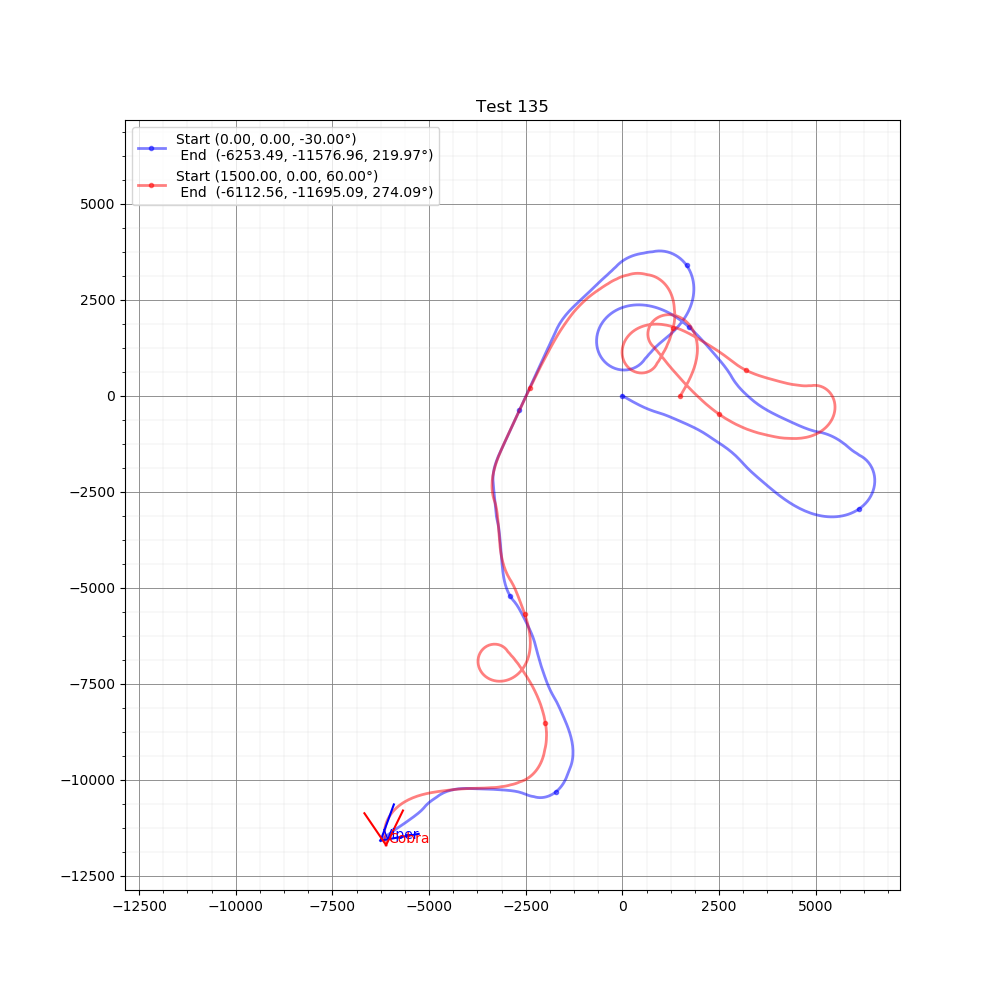 Test 135
Start (0.00, 0.00, -30.00°)
End (-6253.49, -11576.96, 219.97°)
Start (1500.00, 0.00, 60.00°)
End (-6112.56, -11695.09, 274.09°)
5000
2500
0
−2500
−5000
−7500
−10000
−12500
Viper
Cobra
−12500 −10000 −7500 −5000 −2500 0 2500 5000